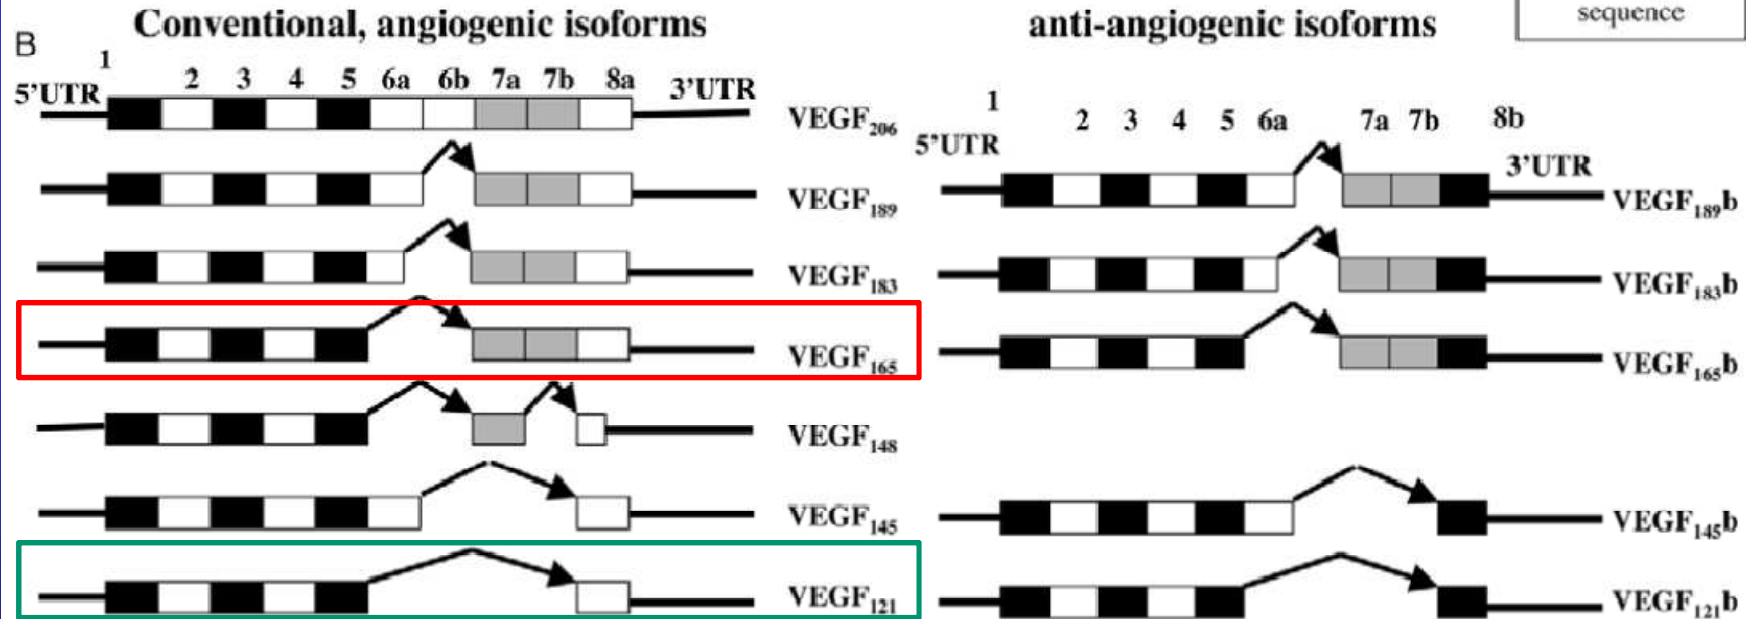 B
Conventional, angiogenic isoforms
1
5'UTR
2 3 4 5 6a 6b 7a 7b 8a
3'UTR
VEGF206
VEGF189
VEGF183
VEGF165
VEGF148
VEGF145
VEGF121
anti-angiogenic isoforms
sequence
1
5'UTR
2 3 4 5 6a 7a 7b 8b
3'UTR
VEGF189b
VEGF183b
VEGF165b
VEGF145b
VEGF121b